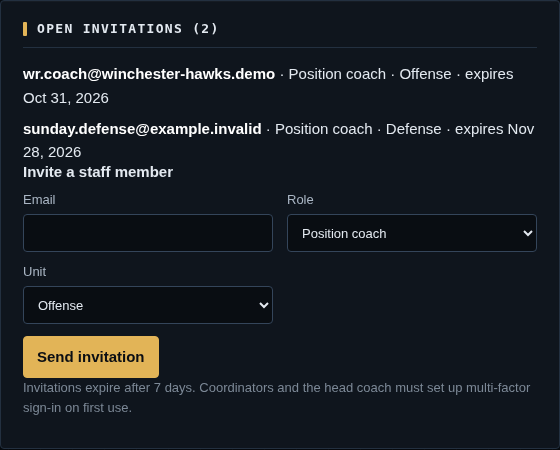 OPEN INVITATIONS (2)
wr.coach@winchester-hawks.demo · Position coach · Offense · expires
Oct 31, 2026
sunday.defense@example.invalid · Position coach · Defense · expires Nov
28, 2026
Invite a staff member
Email
Role
Position coach
Unit
Offense
Send invitation
Invitations expire after 7 days. Coordinators and the head coach must set up multi-factor
sign-in on first use.